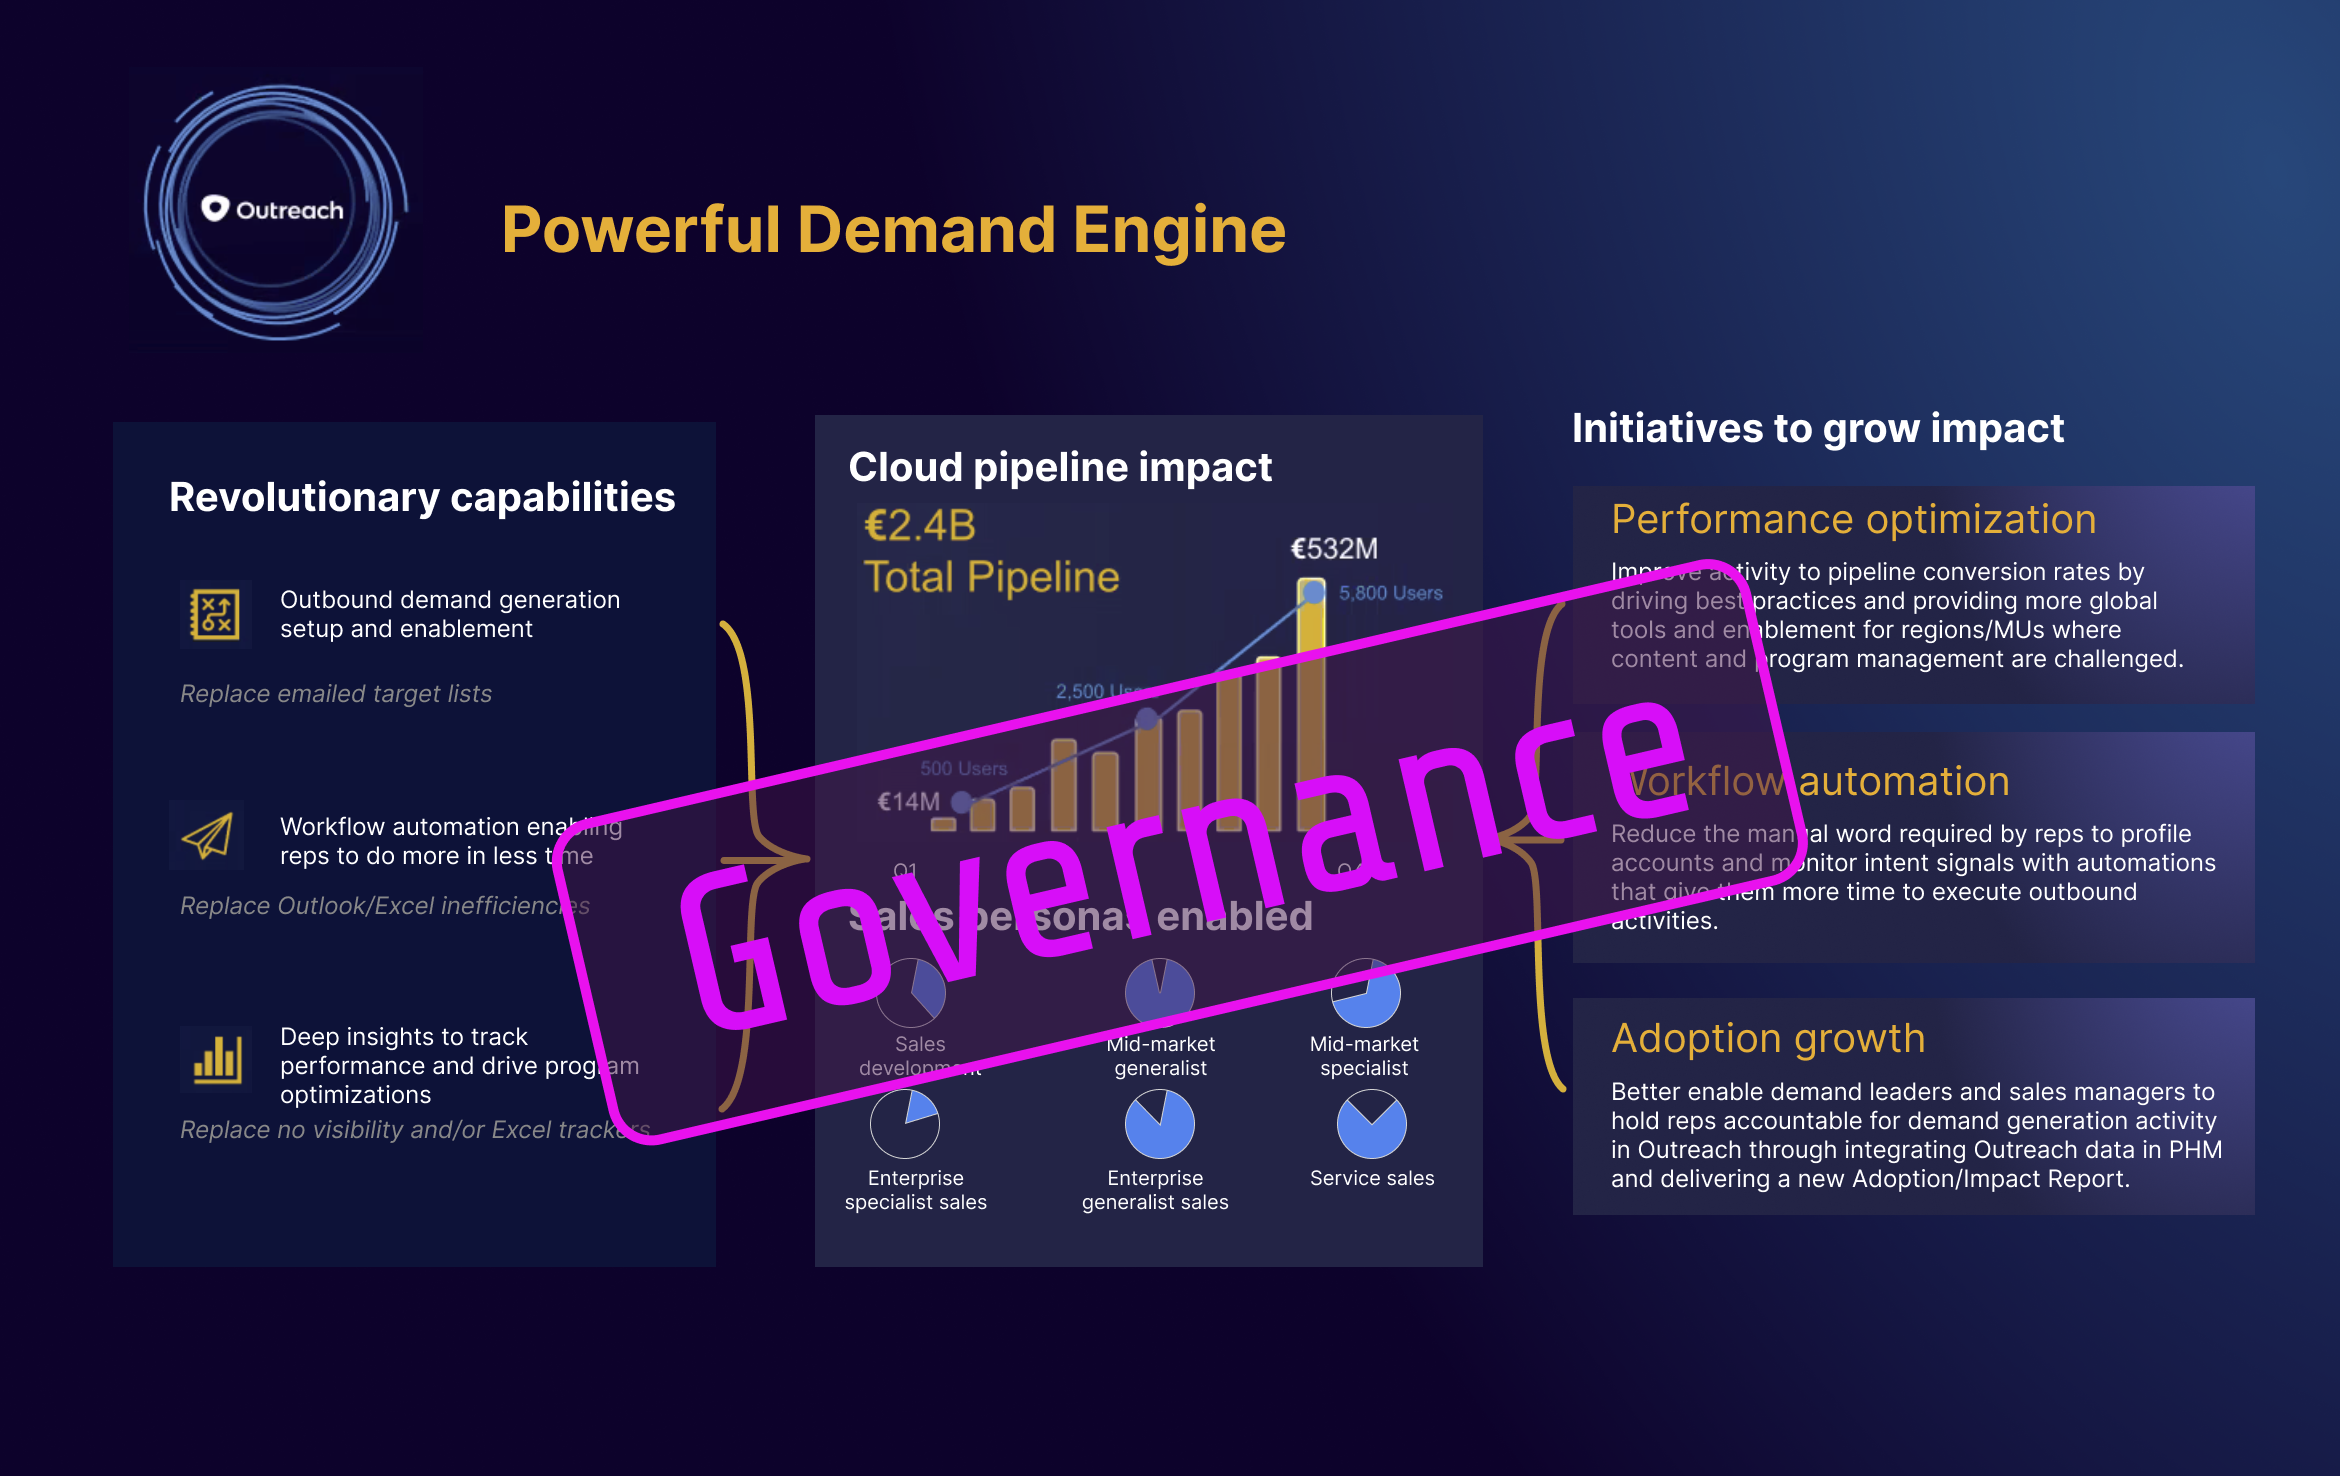 Outreach
Powerful Demand Engine
Revolutionary capabilities
Outbound demand generation
setup and enablement
Replace emailed target lists
Workflow automation enabling
reps to do more in less time
Replace Outlook/Excel inefficiencies
Deep insights to track
performance and drive program
optimizations
Replace no visibility and/or Excel trackers
Cloud pipeline impact
€2.4B
Total Pipeline
€532M
5,800 Users
2,500 Users
500 Users
€14M
Q1
Governance
Sales personas enabled
Sales
development
Mid-market
generalist
Mid-market
specialist
Enterprise
specialist sales
Enterprise
generalist sales
Service sales
Initiatives to grow impact
Performance optimization
Improve activity to pipeline conversion rates by
driving best practices and providing more global
tools and enablement for regions/MUs where
content and program management are challenged.
Workflow automation
Reduce the manual word required by reps to profile
accounts and monitor intent signals with automations
that give them more time to execute outbound
activities.
Adoption growth
Better enable demand leaders and sales managers to
hold reps accountable for demand generation activity
in Outreach through integrating Outreach data in PHM
and delivering a new Adoption/Impact Report.